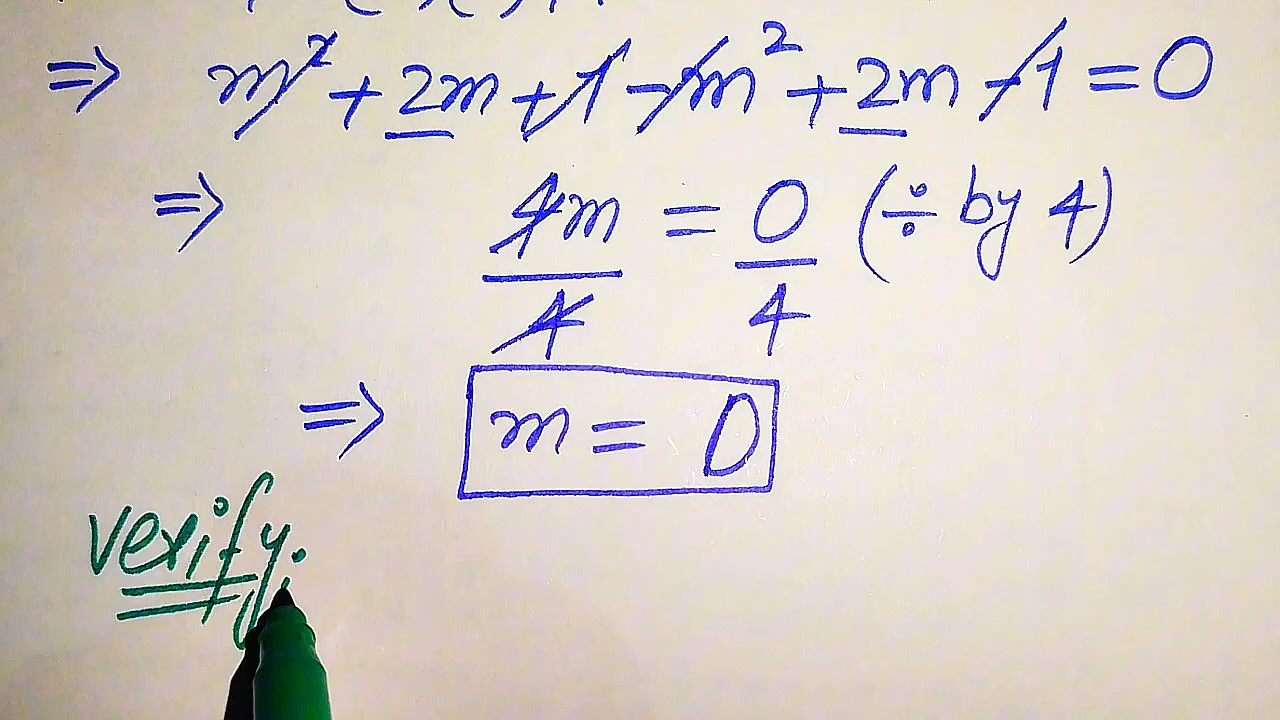 ⇒ m² + 2m + 1 - m² + 2m - 1 = 0
⇒ 4m/4 = 0/4 (÷ by 4)
⇒ m = 0
verify: